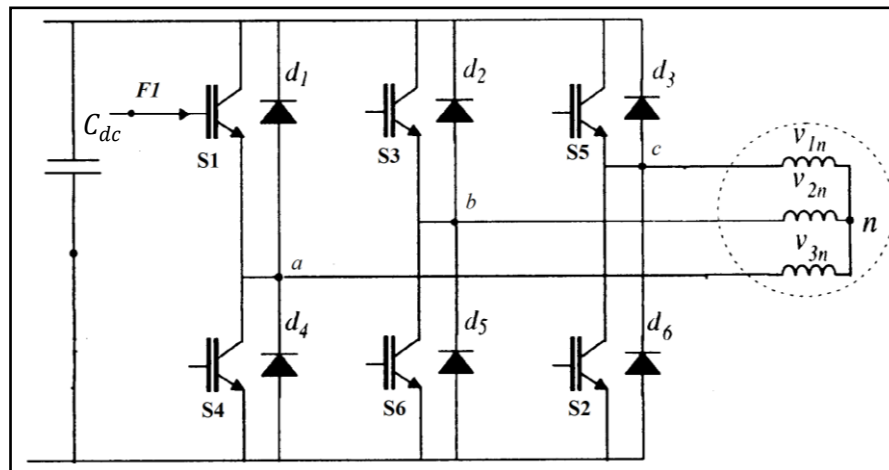 F1
C_dc
S1
d_1
S3
d_2
S5
d_3
c
b
a
v_1n
v_2n
v_3n
n
S4
d_4
S6
d_5
S2
d_6